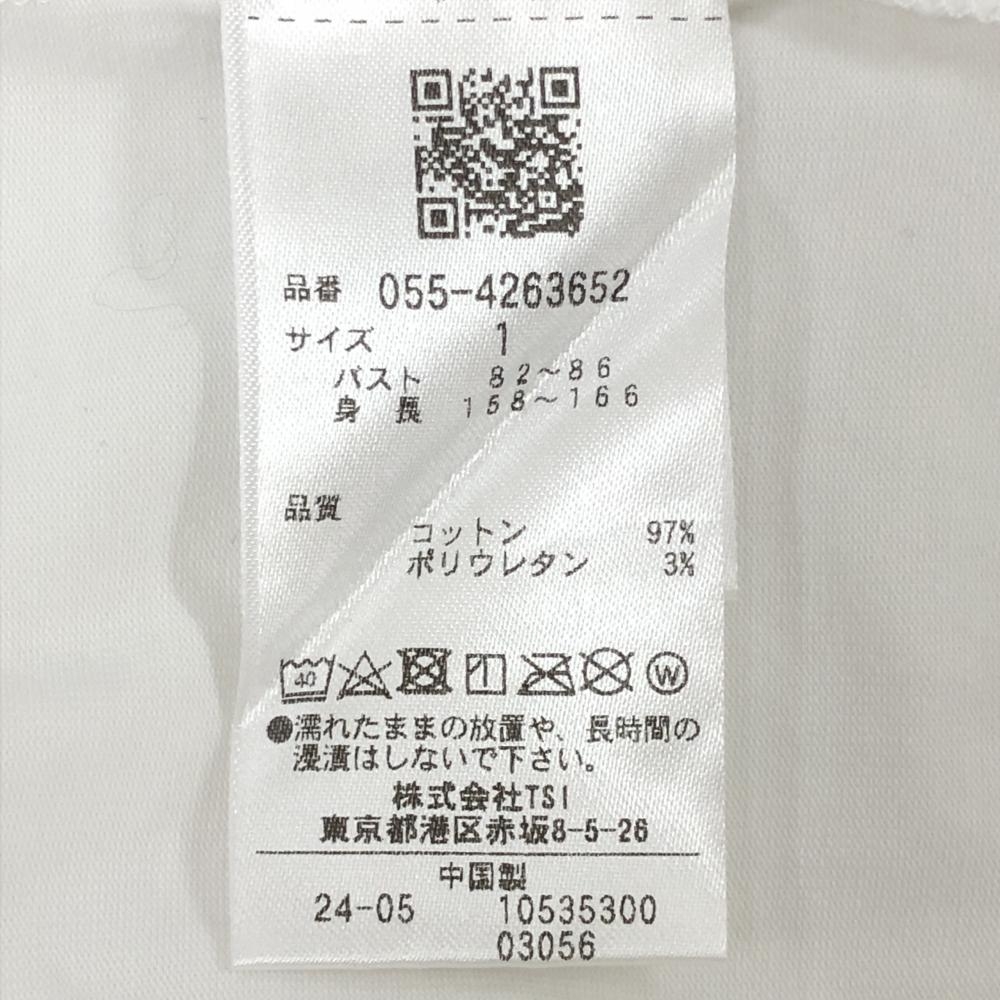 品番 055-4263652
サイズ 1
バスト 82～86
身長 158～166
品質
コットン 97%
ポリウレタン 3%
40
W
●濡れたままの放置や、長時間の
浸漬はしないで下さい。
株式会社TSI
東京都港区赤坂8-5-26
中国製
24-05 10535300
03056